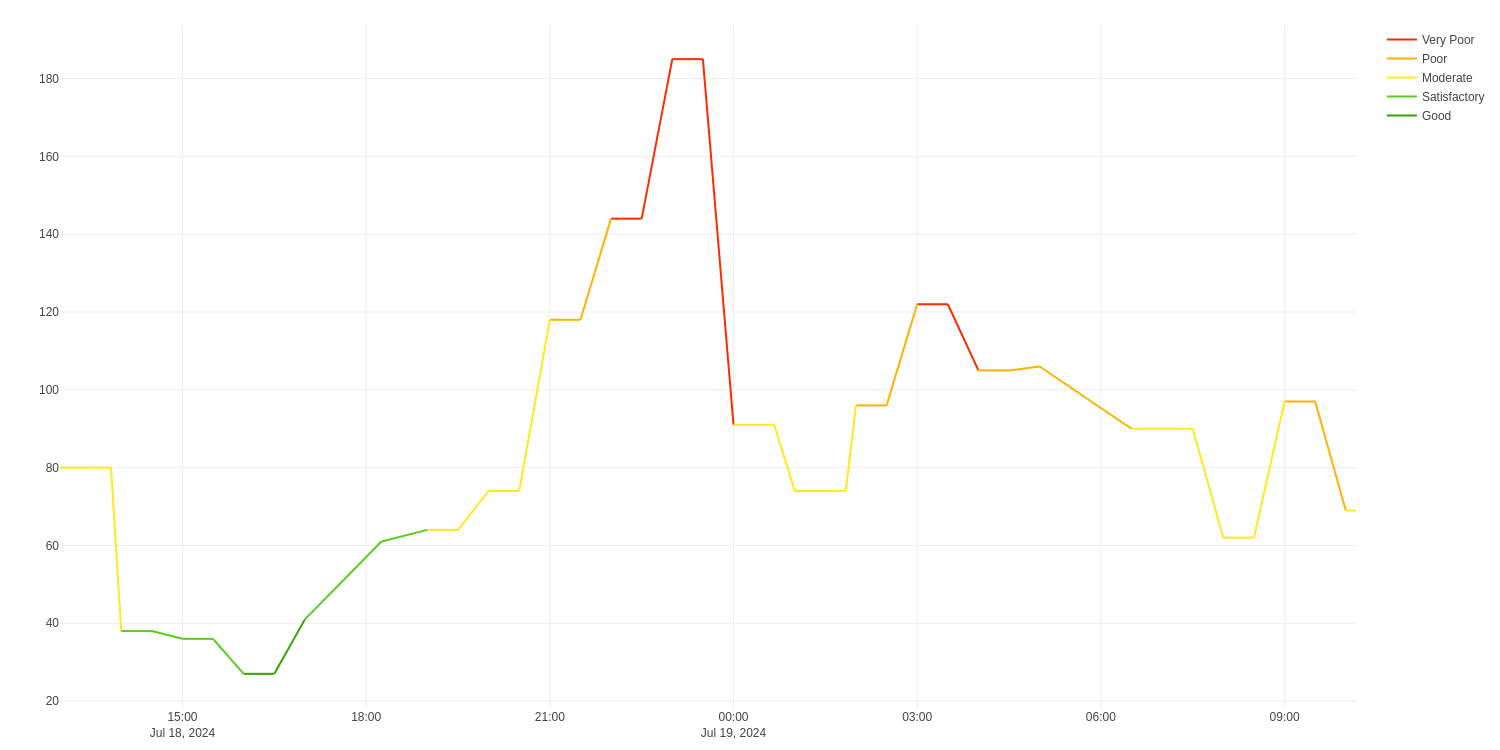 Very Poor
Poor
Moderate
Satisfactory
Good
180
160
140
120
100
80
60
40
20
15:00
Jul 18, 2024
18:00
21:00
00:00
Jul 19, 2024
03:00
06:00
09:00